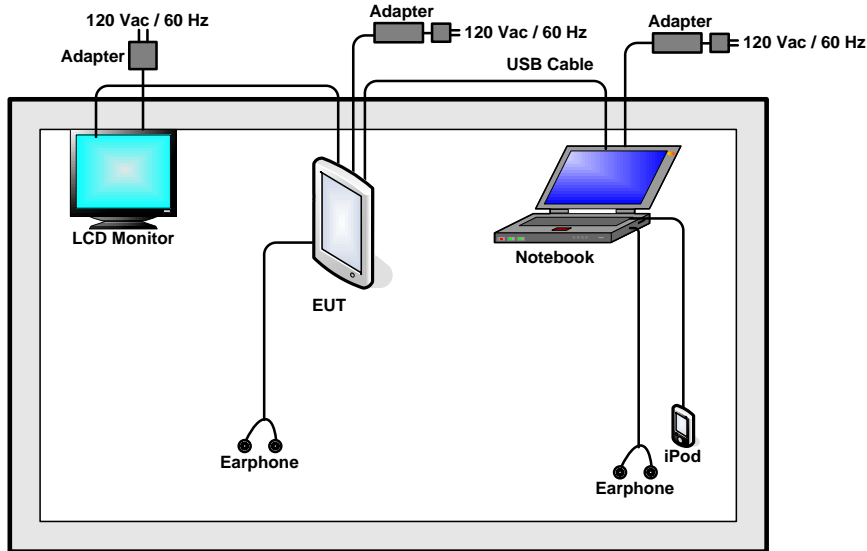 120 Vac / 60 Hz
Adapter
Adapter
120 Vac / 60 Hz
Adapter
120 Vac / 60 Hz
USB Cable
LCD Monitor
EUT
Notebook
Earphone
iPod
Earphone